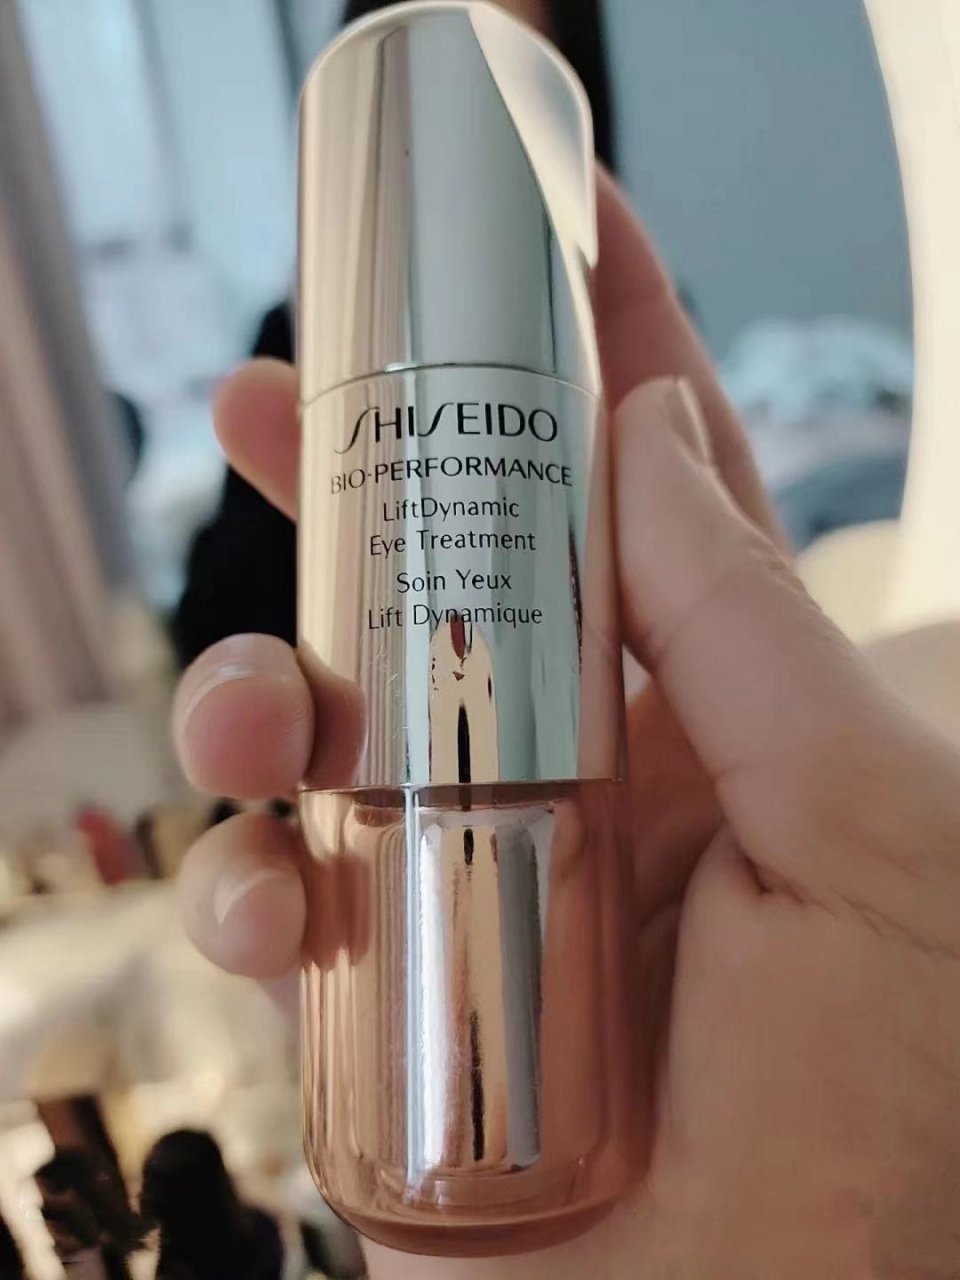 SHISEIDO
BIO-PERFORMANCE
LiftDynamic
Eye Treatment
Soin Yeux
Lift Dynamique